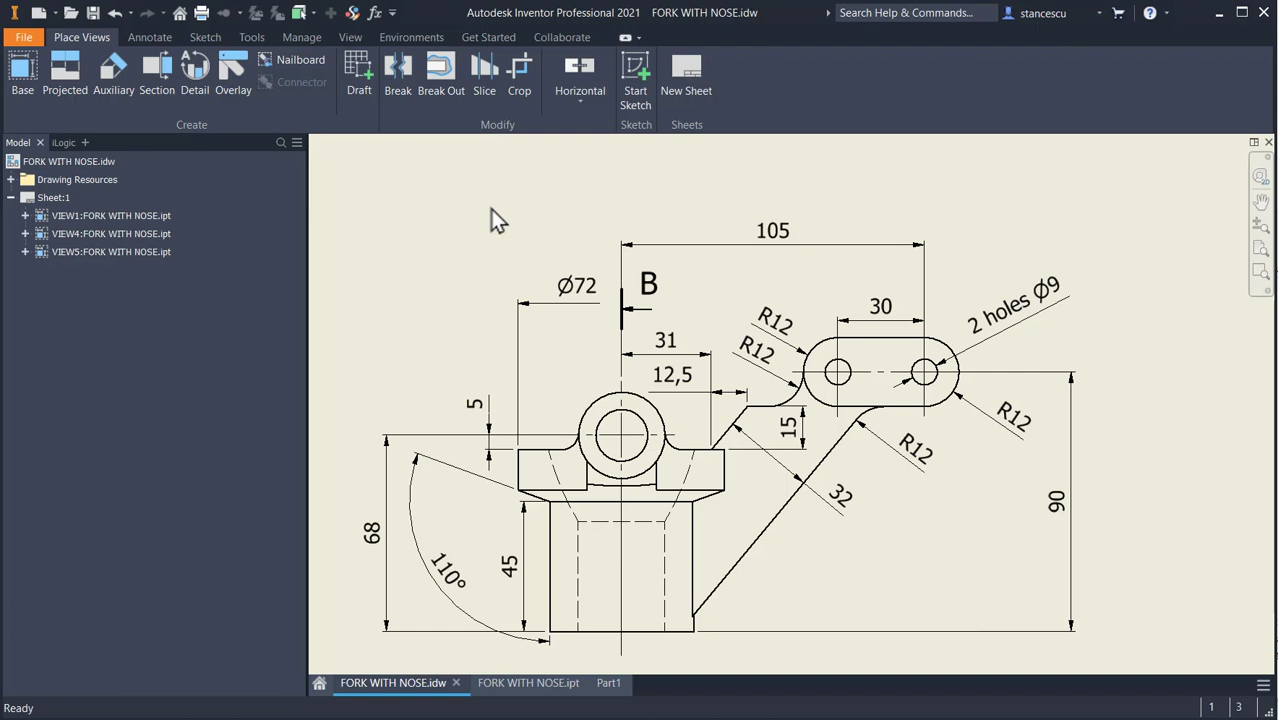 Autodesk Inventor Professional 2021 FORK WITH NOSE.idw
Search Help & Commands...
stancescu
File Place Views Annotate Sketch Tools Manage View Environments Get Started Collaborate
Base Projected Auxiliary Section Detail Overlay
Nailboard
Connector
Draft
Break Break Out Slice Crop
Horizontal
Start
Sketch
New Sheet
Create Modify Sketch Sheets
Model iLogic
FORK WITH NOSE.idw
Drawing Resources
Sheet:1
VIEW1:FORK WITH NOSE.ipt
VIEW4:FORK WITH NOSE.ipt
VIEW5:FORK WITH NOSE.ipt
105
Ø72
B
30
2 holes Ø9
R12
R12
31
12,5
5
15
R12
R12
32
90
68
110°
45
FORK WITH NOSE.idw FORK WITH NOSE.ipt Part1
Ready 1 3